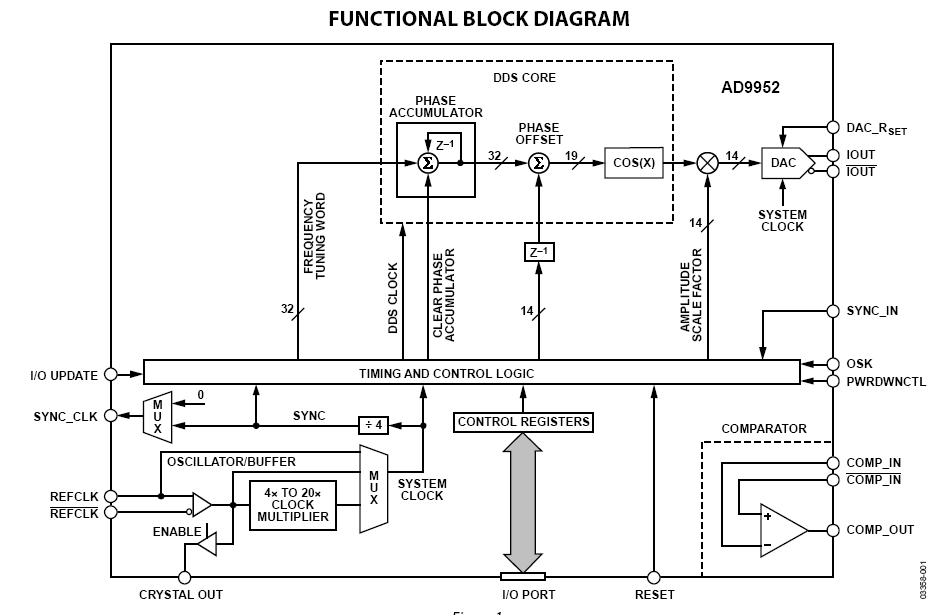 FUNCTIONAL BLOCK DIAGRAM
DDS CORE
AD9952
PHASE
ACCUMULATOR
PHASE
OFFSET
DAC_RSET
Z–1
Σ
32
Σ
19
COS(X)
14
DAC
IOUT
IOUT
SYSTEM
CLOCK
FREQUENCY
TUNING WORD
32
DDS CLOCK
CLEAR PHASE
ACCUMULATOR
Z–1
14
AMPLITUDE
SCALE FACTOR
14
SYNC_IN
I/O UPDATE
TIMING AND CONTROL LOGIC
OSK
PWRDWNCTL
SYNC_CLK
MUX
0
SYNC
÷ 4
CONTROL REGISTERS
COMPARATOR
OSCILLATOR/BUFFER
MUX
SYSTEM
CLOCK
REFCLK
REFCLK
4× TO 20×
CLOCK
MULTIPLIER
ENABLE
COMP_IN
COMP_IN
+
–
COMP_OUT
CRYSTAL OUT
I/O PORT
RESET
03358-001